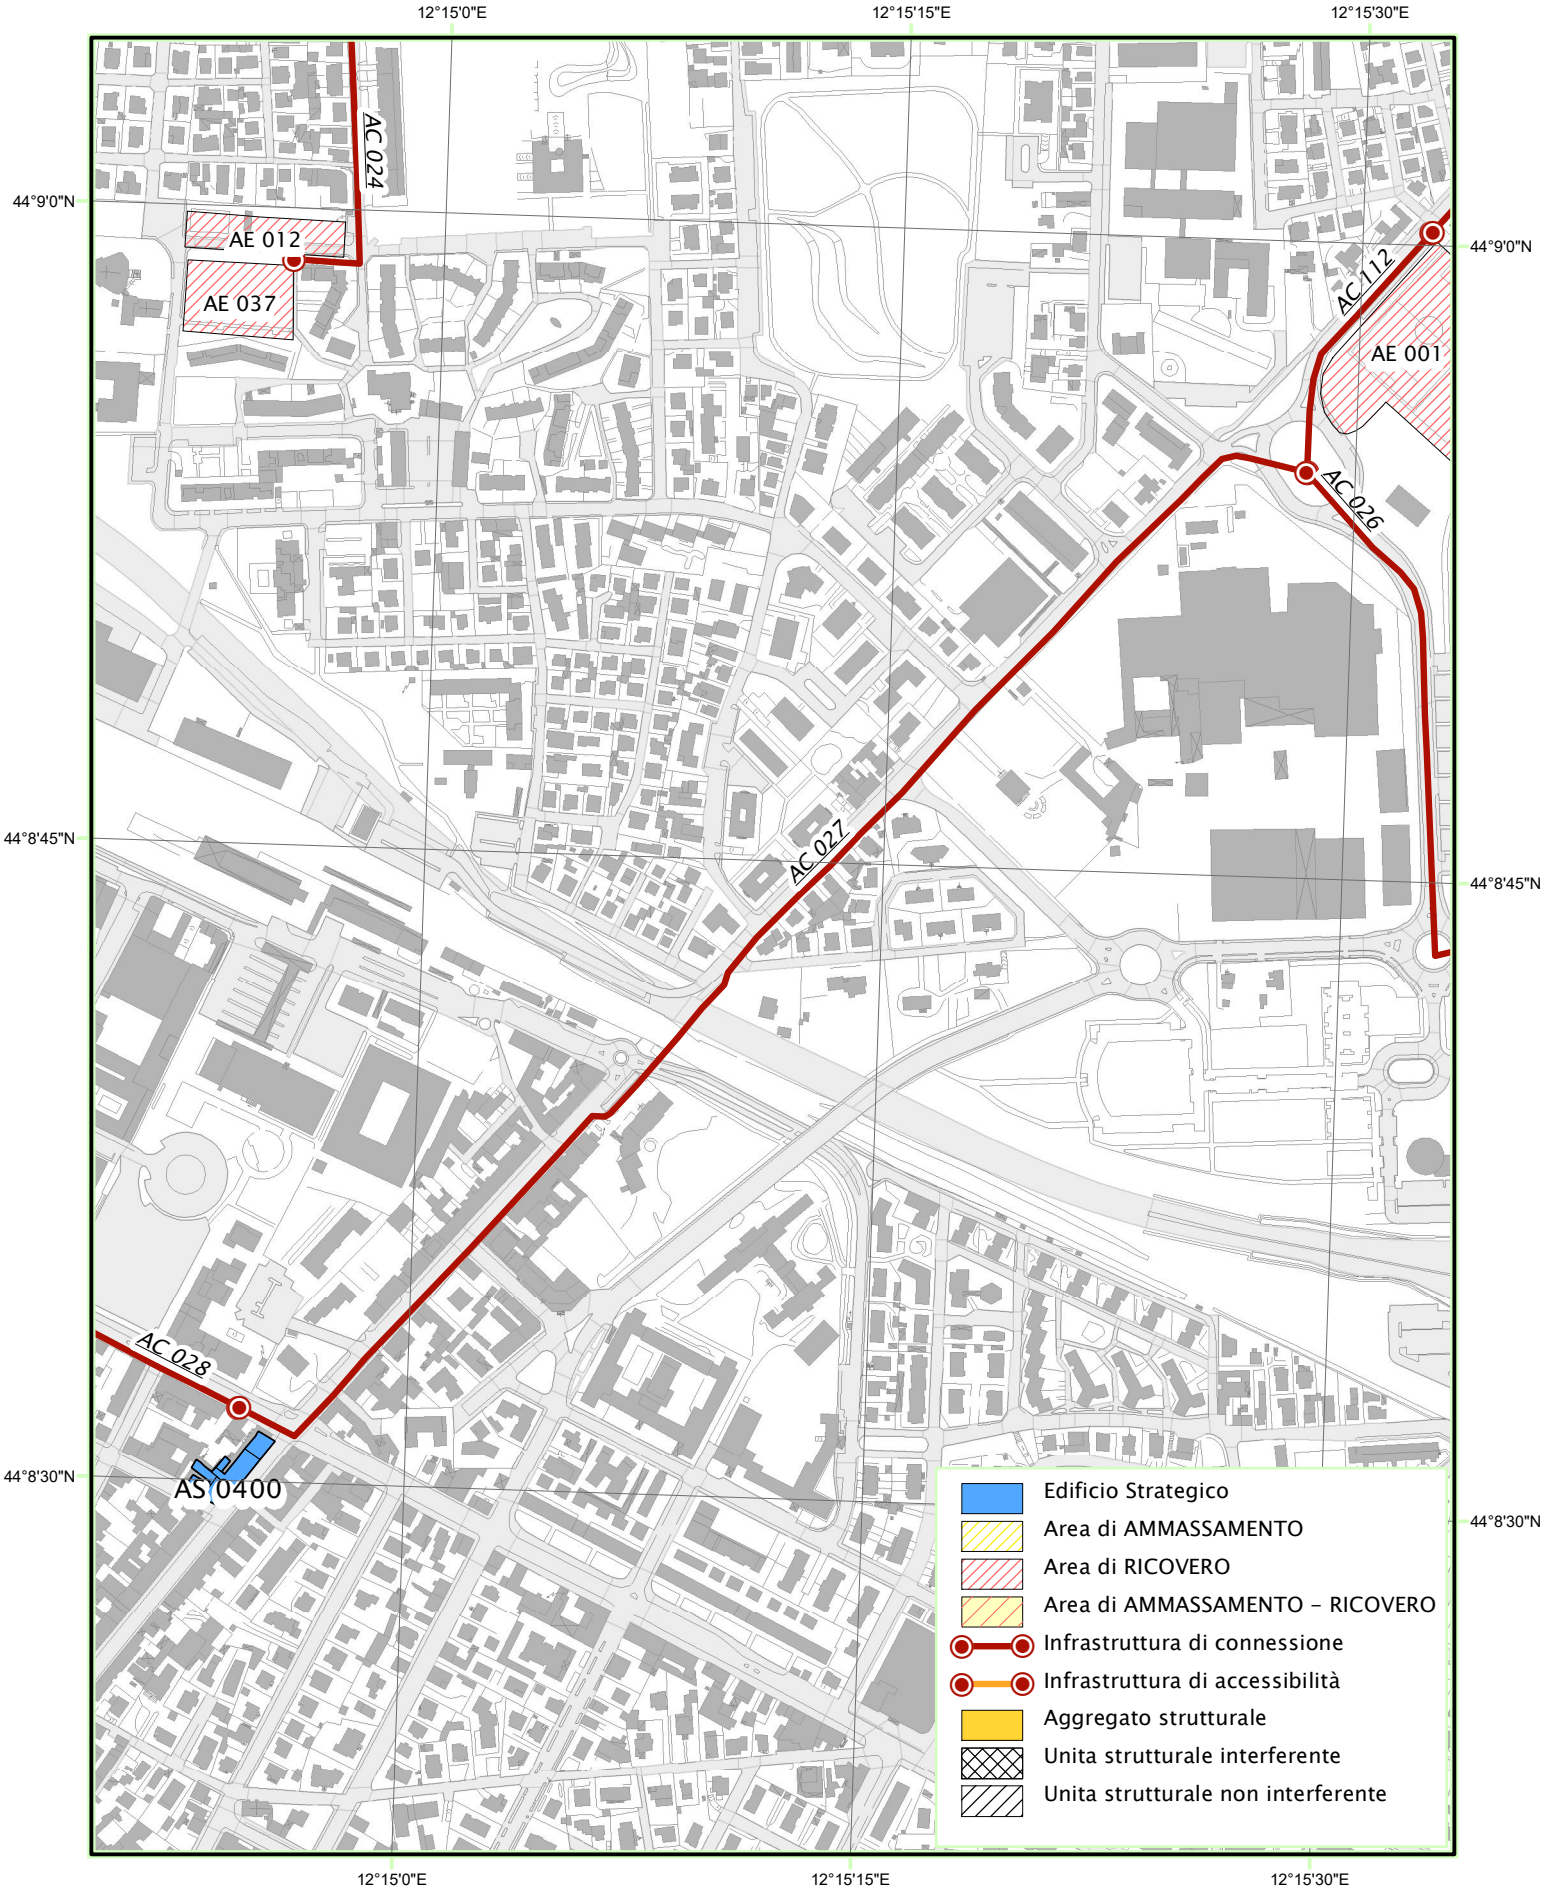 12°15'0"E
12°15'15"E
12°15'30"E
AC 024
44°9'0"N
AE 012
44°9'0"N
AC 112
AE 037
AE 001
AC 026
44°8'45"N
AC 027
44°8'45"N
AC 028
44°8'30"N
AS 0400
44°8'30"N
Edificio Strategico
Area di AMMASSAMENTO
Area di RICOVERO
Area di AMMASSAMENTO - RICOVERO
Infrastruttura di connessione
Infrastruttura di accessibilità
Aggregato strutturale
Unita strutturale interferente
Unita strutturale non interferente
12°15'0"E
12°15'15"E
12°15'30"E